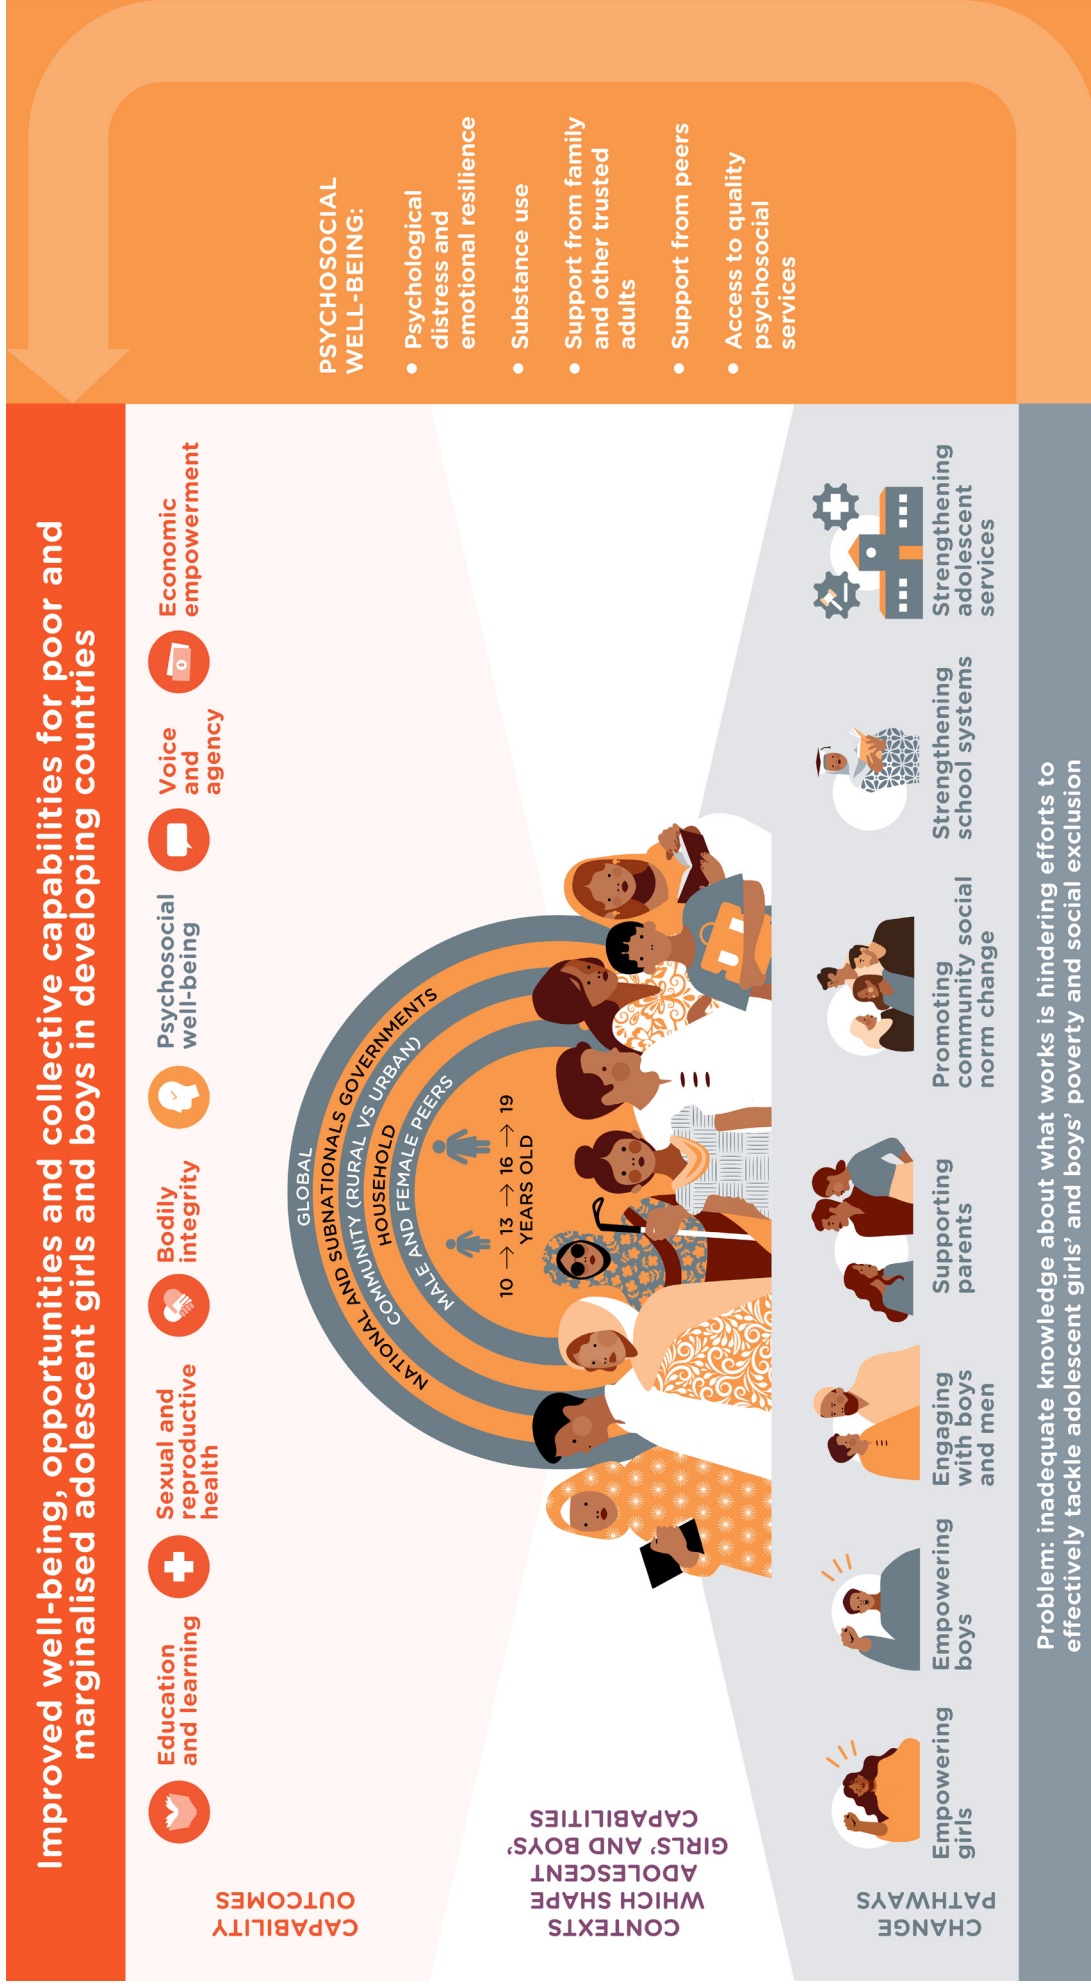 Improved well-being, opportunities and collective capabilities for poor and
marginalised adolescent girls and boys in developing countries
CAPABILITY
OUTCOMES
Education
and learning
Sexual and
reproductive
health
Bodily
integrity
Psychosocial
well-being
Voice
and
agency
Economic
empowerment
CONTEXTS
WHICH SHAPE
ADOLESCENT
GIRLS’ AND BOYS’
CAPABILITIES
GLOBAL
NATIONAL AND SUBNATIONALS GOVERNMENTS
COMMUNITY (RURAL VS URBAN)
HOUSEHOLD
MALE AND FEMALE PEERS
10 → 13 → 16 → 19
YEARS OLD
CHANGE
PATHWAYS
Empowering
girls
Empowering
boys
Engaging
with boys
and men
Supporting
parents
Promoting
community social
norm change
Strengthening
school systems
Strengthening
adolescent
services
Problem: inadequate knowledge about what works is hindering efforts to
effectively tackle adolescent girls’ and boys’ poverty and social exclusion
PSYCHOSOCIAL
WELL-BEING:
• Psychological
distress and
emotional resilience
• Substance use
• Support from family
and other trusted
adults
• Support from peers
• Access to quality
psychosocial
services